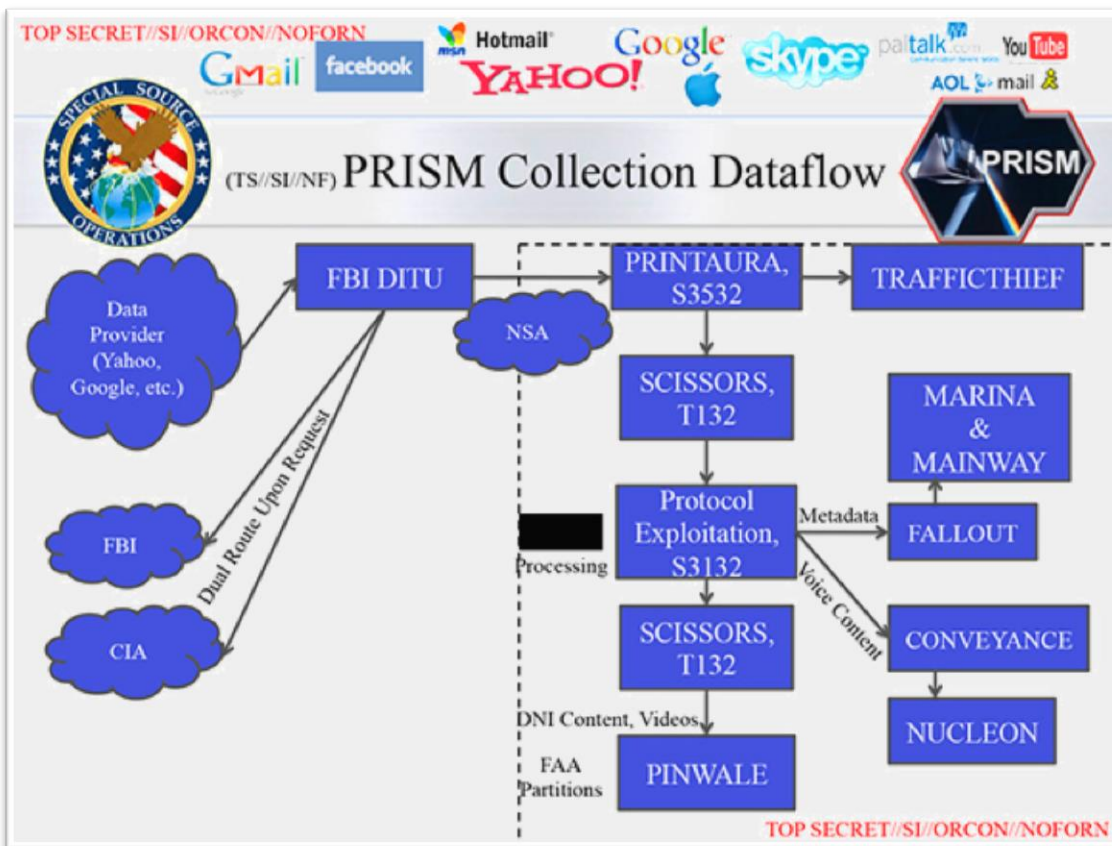 TOP SECRET//SI//ORCON//NOFORN
GMail
facebook
msn Hotmail
YAHOO!
Google
skype
paltalk.com
YouTube
AOL mail
SPECIAL SOURCE
OPERATIONS
(TS//SI//NF) PRISM Collection Dataflow
PRISM
Data
Provider
(Yahoo,
Google, etc.)
FBI DITU
NSA
PRINTAURA,
S3532
TRAFFICTHIEF
SCISSORS,
T132
MARINA
&
MAINWAY
Dual Route Upon Request
FBI
CIA
Processing
Protocol
Exploitation,
S3132
Metadata
FALLOUT
Voice Content
SCISSORS,
T132
CONVEYANCE
NUCLEON
DNI Content, Videos
FAA
Partitions
PINWALE
TOP SECRET//SI//ORCON//NOFORN